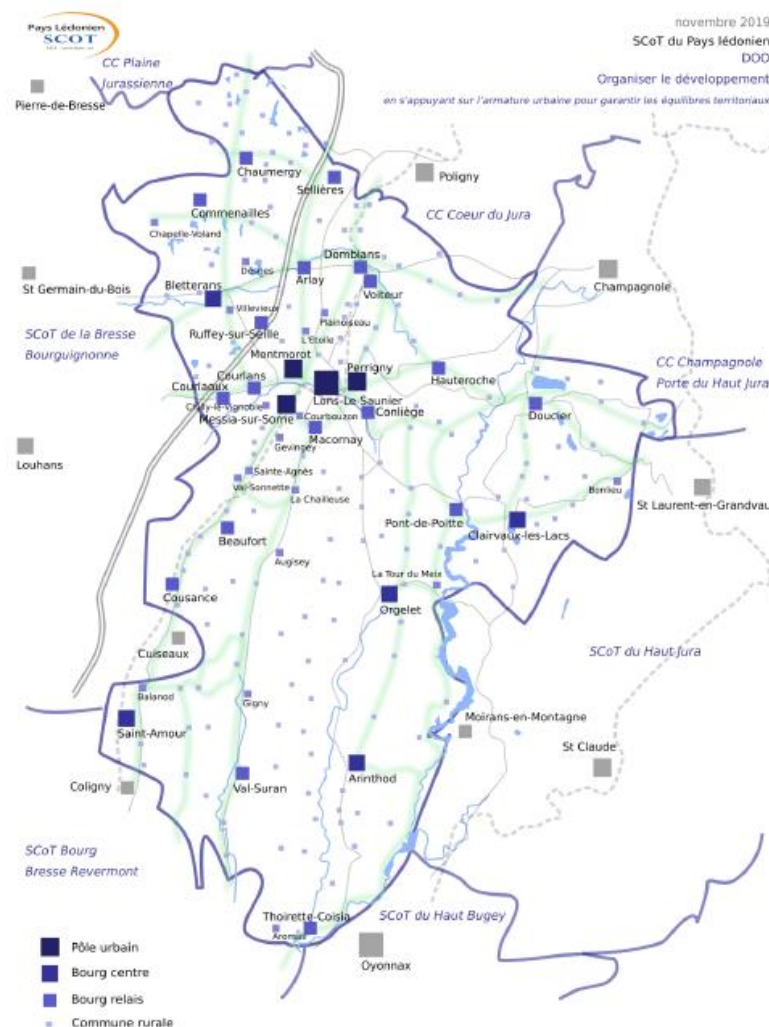 Pays Lédonien
SCOT
novembre 2019
SCoT du Pays lédonien
DOO
Organiser le développement
en s'appuyant sur l'armature urbaine pour garantir les équilibres territoriaux
CC Plaine
Jurassienne
Pierre-de-Bresse
Chaumergy
Sellières
Poligny
Commenailles
CC Coeur du Jura
Chapelle-Voland
Domblans
Desnes
Arlay
St Germain-du-Bois
Bletterans
Voiteur
Champagnole
Villevieux
Plainoiseau
SCoT de la Bresse
Bourguignonne
Ruffey-sur-Seille
L'Etoile
Montmorot
Perrigny
Hauteroche
CC Champagnole
Porte du Haut Jura
Courlans
Courlaoux
Lons-Le Saunier
Chilly-le-Vignoble
Messia-sur-Sorne
Courbouzon
Conliège
Doucier
Macornay
Gevingey
Louhans
Sainte-Agnès
Val-Sonnette
La Chailleuse
Bonlieu
St Laurent-en-Grandvau
Pont-de-Poitte
Clairvaux-les-Lacs
Beaufort
Augisey
La Tour du Meix
Cousance
Orgelet
Cuiseaux
SCoT du Haut-Jura
Balanod
Gigny
Moirans-en-Montagne
Saint-Amour
St Claude
Coligny
Val-Suran
Arinthod
SCoT Bourg
Bresse Revermont
Thoirette-Coisia
SCoT du Haut Bugey
Aromas
Oyonnax
Pôle urbain
Bourg centre
Bourg relais
Commune rurale